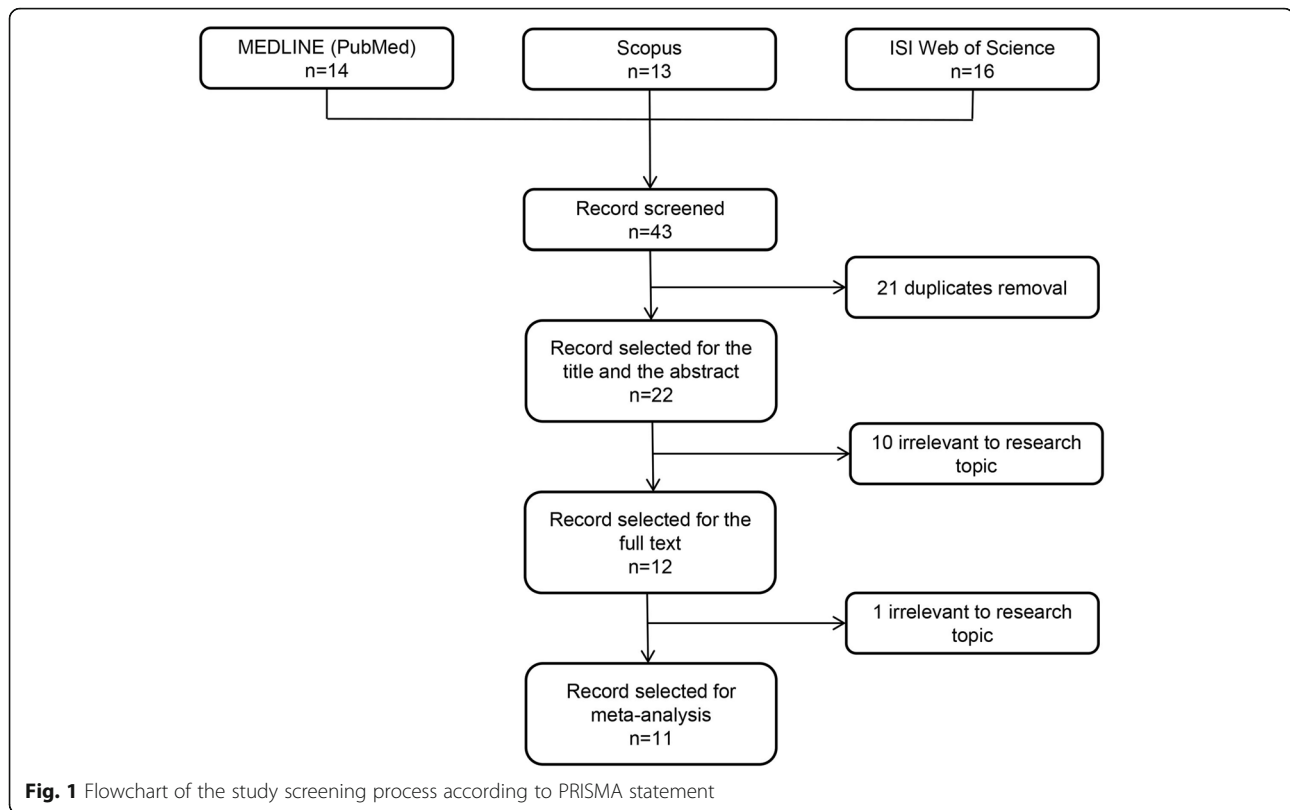 MEDLINE (PubMed)
n=14
Scopus
n=13
ISI Web of Science
n=16
Record screened
n=43
21 duplicates removal
Record selected for the
title and the abstract
n=22
10 irrelevant to research
topic
Record selected for the
full text
n=12
1 irrelevant to research
topic
Record selected for
meta-analysis
n=11
Fig. 1 Flowchart of the study screening process according to PRISMA statement